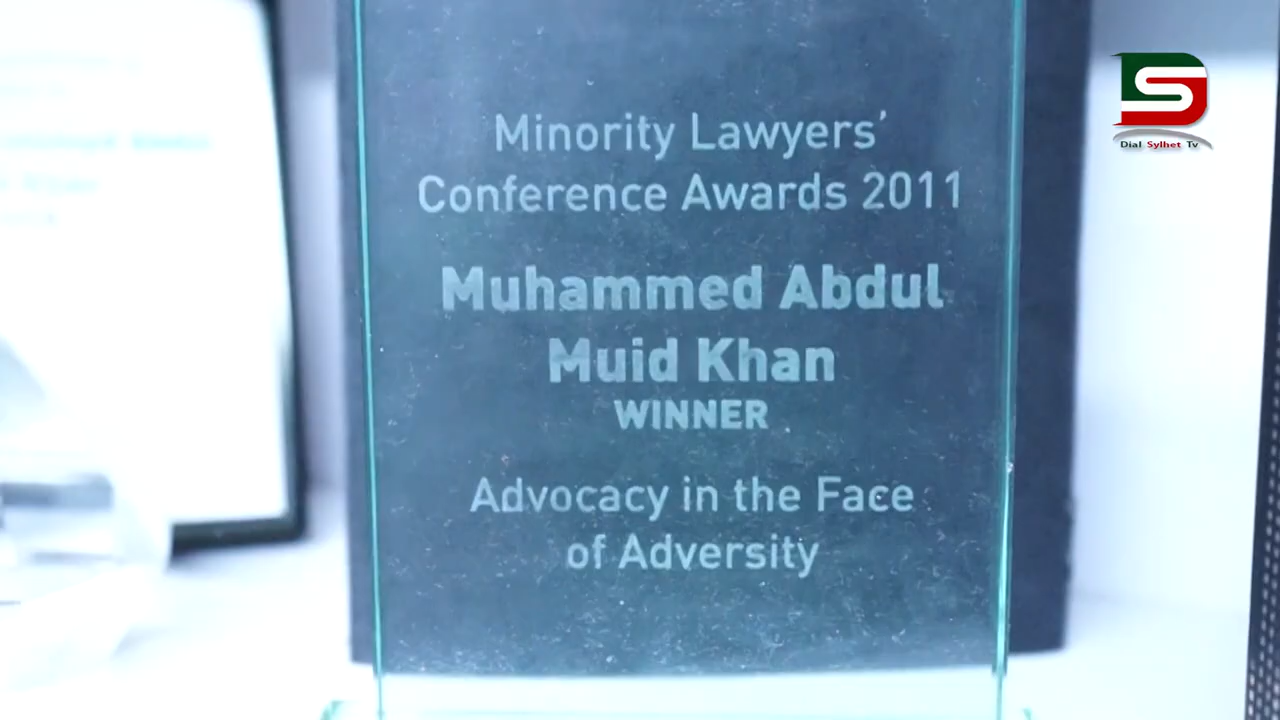 Minority Lawyers'
Conference Awards 2011
Muhammed Abdul
Muid Khan
WINNER
Advocacy in the Face
of Adversity
DS
Dial Sylhet Tv